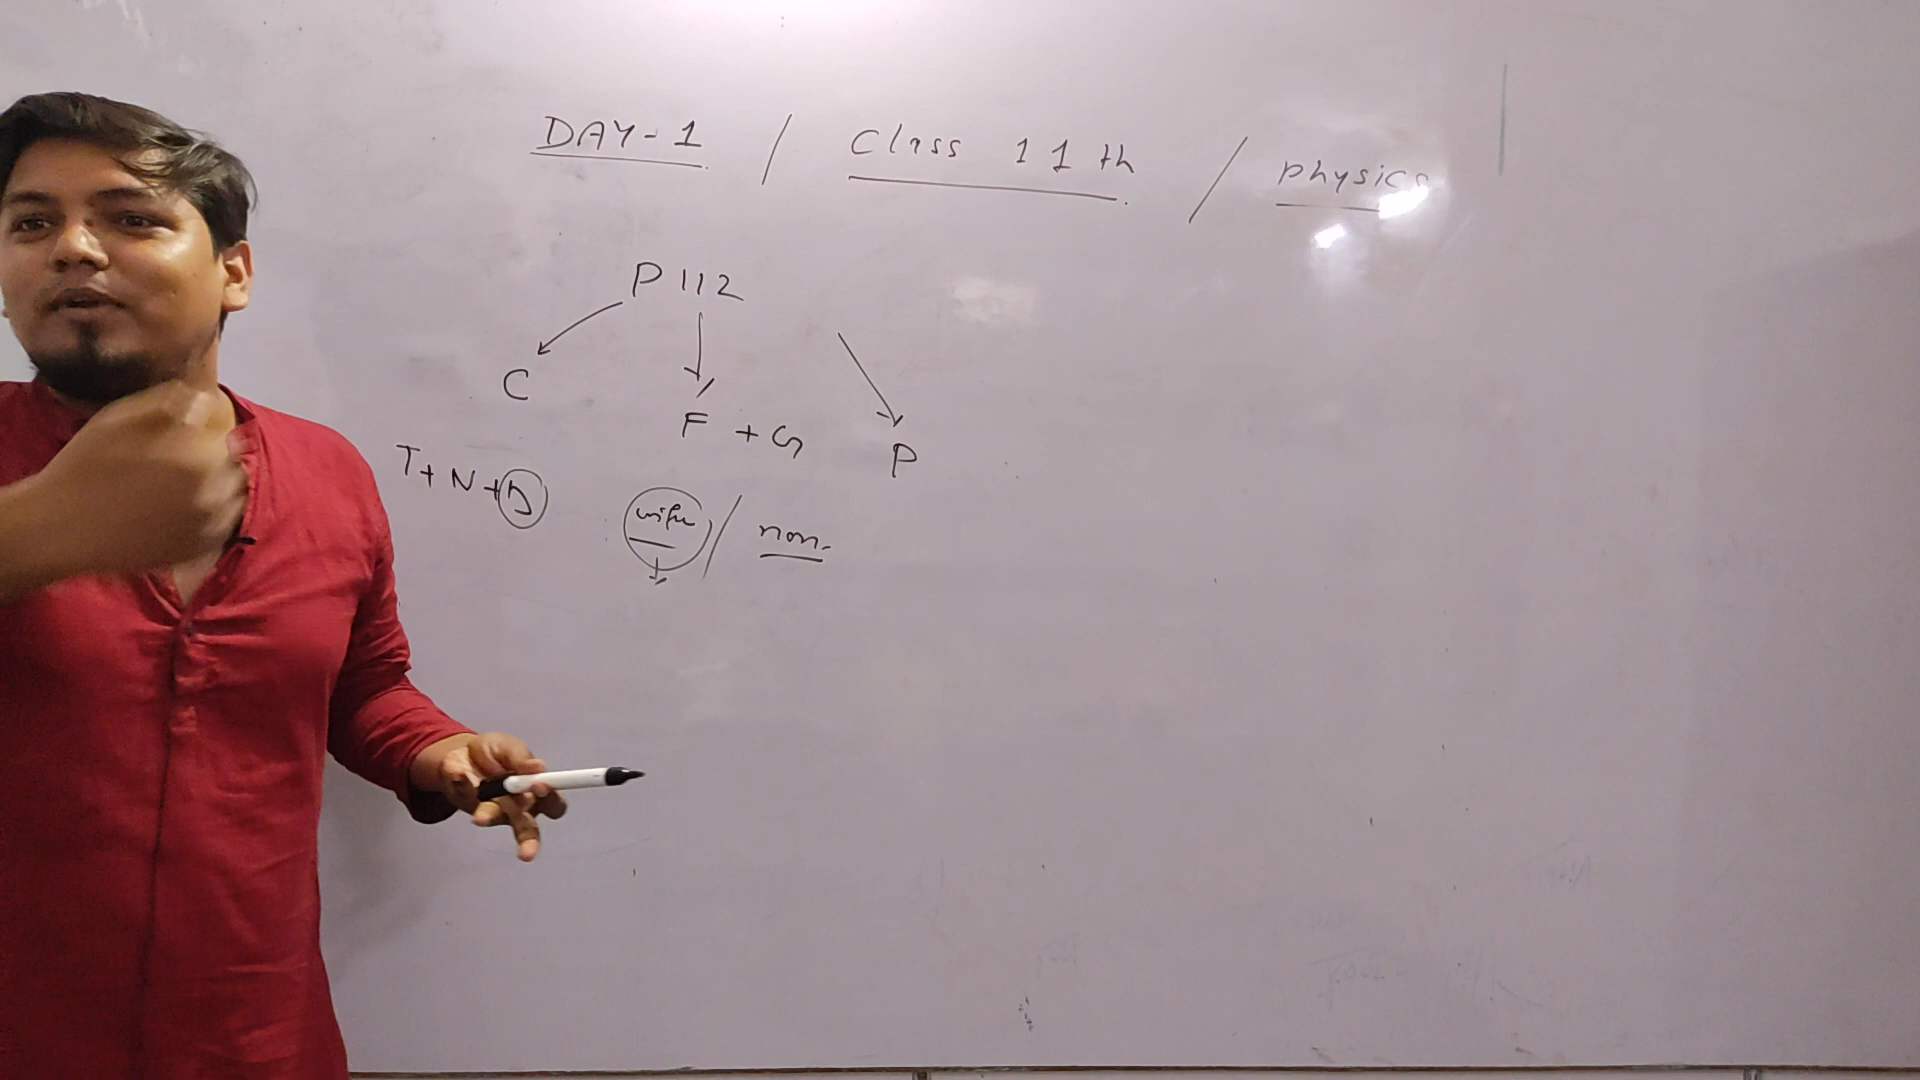 DAY-1 / Class 11th / Physics
P112
C
F + G
P
T+ N + D
wife / non-